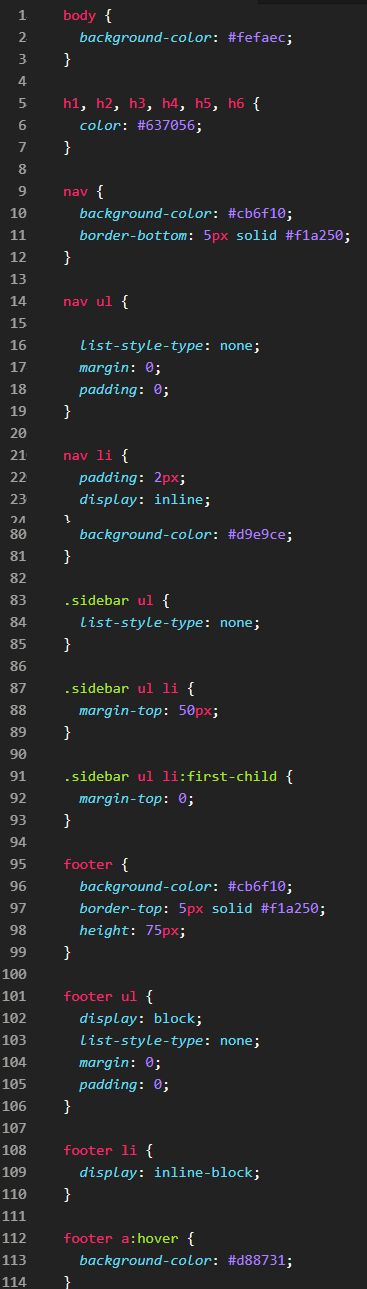 1 body {
2 background-color: #fefaec;
3 }
4
5 h1, h2, h3, h4, h5, h6 {
6 color: #637056;
7 }
8
9 nav {
10 background-color: #cb6f10;
11 border-bottom: 5px solid #f1a250;
12 }
13
14 nav ul {
15
16 list-style-type: none;
17 margin: 0;
18 padding: 0;
19 }
20
21 nav li {
22 padding: 2px;
23 display: inline;
24 }
80 background-color: #d9e9ce;
81 }
82
83 .sidebar ul {
84 list-style-type: none;
85 }
86
87 .sidebar ul li {
88 margin-top: 50px;
89 }
90
91 .sidebar ul li:first-child {
92 margin-top: 0;
93 }
94
95 footer {
96 background-color: #cb6f10;
97 border-top: 5px solid #f1a250;
98 height: 75px;
99 }
100
101 footer ul {
102 display: block;
103 list-style-type: none;
104 margin: 0;
105 padding: 0;
106 }
107
108 footer li {
109 display: inline-block;
110 }
111
112 footer a:hover {
113 background-color: #d88731;
114 }